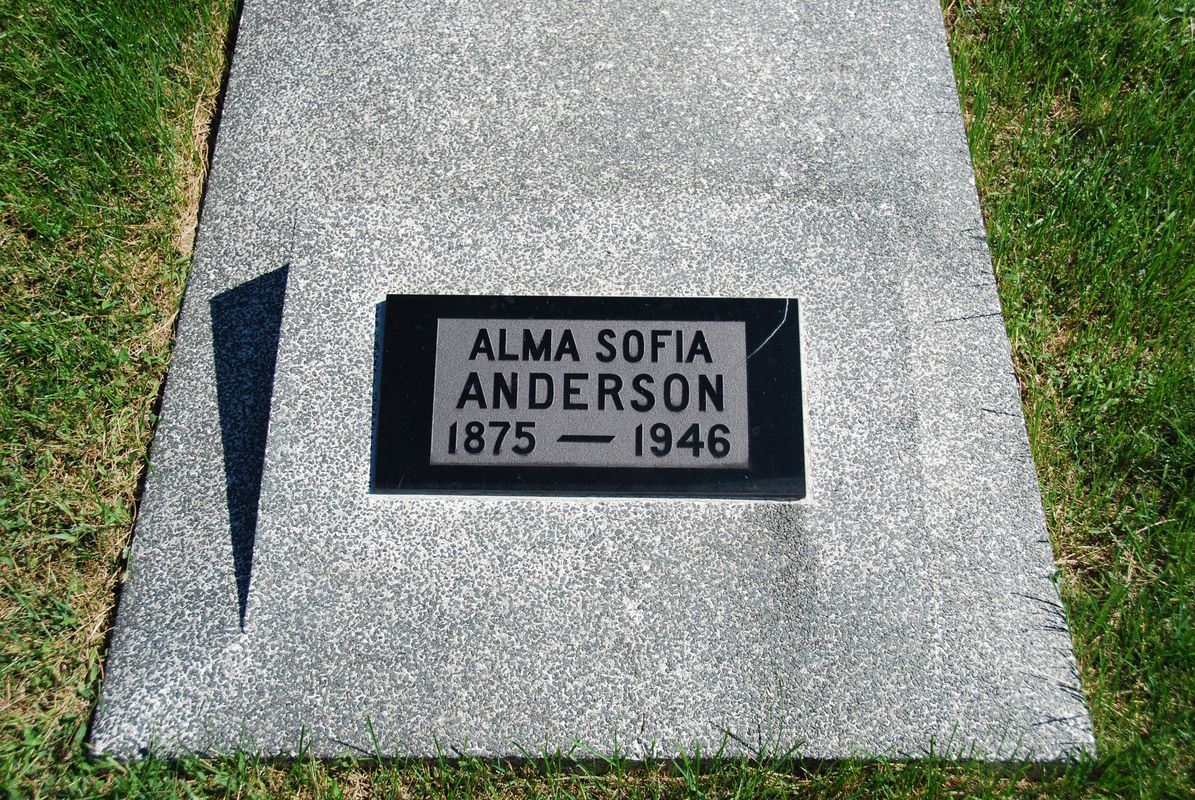 ALMA SOFIA
ANDERSON
1875 — 1946